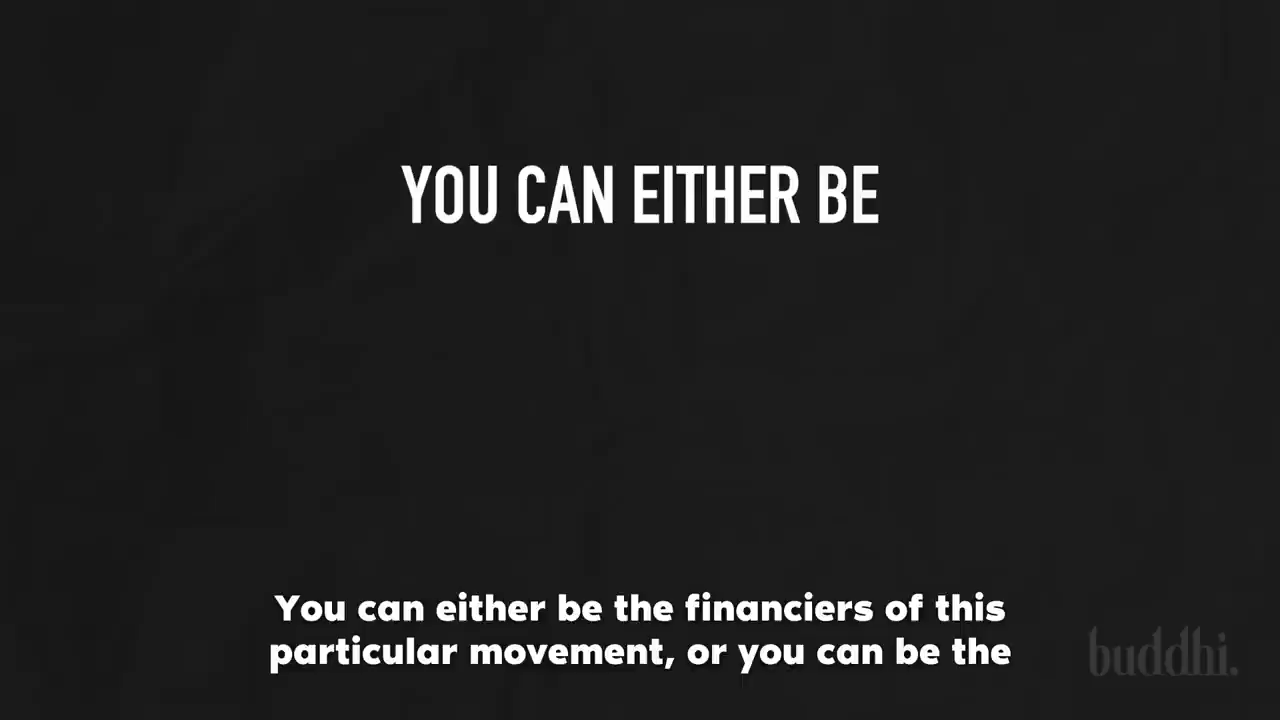 YOU CAN EITHER BE
You can either be the financiers of this
particular movement, or you can be the
buddhi.